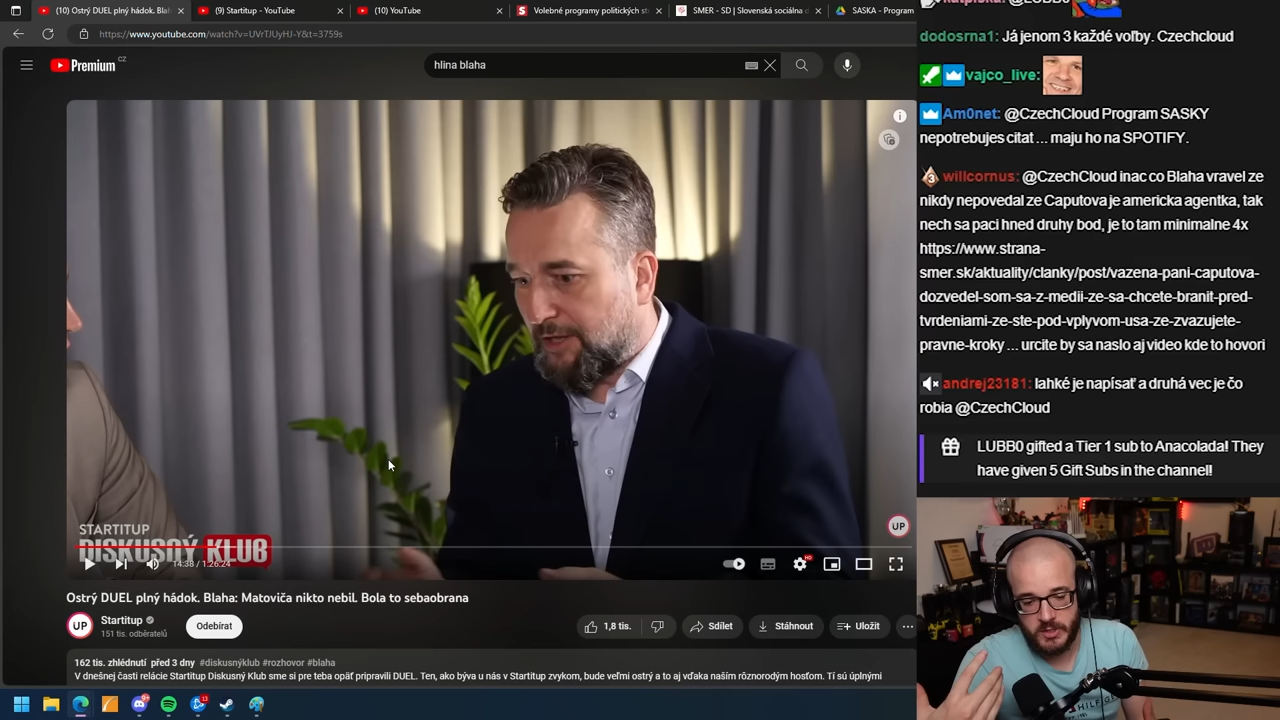 (10) Ostrý DUEL plný hádok. Blah
(9) Startitup - YouTube
(10) YouTube
Volebné programy politických st
SMER - SD | Slovenská sociálna d
SASKA - Program
https://www.youtube.com/watch?v=UVrTJUyHJ-Y&t=3759s
Premium CZ
hlina blaha
STARTITUP
DISKUSNÝ KLUB
UP
14:38 / 1:26:24
HD
Ostrý DUEL plný hádok. Blaha: Matoviča nikto nebil. Bola to sebaobrana
UP
Startitup
151 tis. odběratelů
Odebírat
1,8 tis.
Sdílet
Stáhnout
Uložit
162 tis. zhlédnutí před 3 dny #diskusnýklub #rozhovor #blaha
V dnešnej časti relácie Startitup Diskusný Klub sme si pre teba opäť pripravili DUEL. Ten, ako býva u nás v Startitup zvykom, bude veľmi ostrý a to aj vďaka naším rôznorodým hosťom. Tí sú úplnými
dodosrna1: Já jenom 3 každé voľby. Czechcloud
vajco_live:
Am0net: @CzechCloud Program SASKY
nepotrebujes citat ... maju ho na SPOTIFY.
willcornus: @CzechCloud inac co Blaha vravel ze
nikdy nepovedal ze Caputova je americka agentka, tak
nech sa paci hned druhy bod, je to tam minimalne 4x
https://www.strana-
smer.sk/aktuality/clanky/post/vazena-pani-caputova-
dozvedel-som-sa-z-medii-ze-sa-chcete-branit-pred-
tvrdeniami-ze-ste-pod-vplyvom-usa-ze-zvazujete-
pravne-kroky ... urcite by sa naslo aj video kde to hovori
andrej23181: lahké je napísať a druhá vec je čo
robia @CzechCloud
LUBB0 gifted a Tier 1 sub to Anacolada! They
have given 5 Gift Subs in the channel!